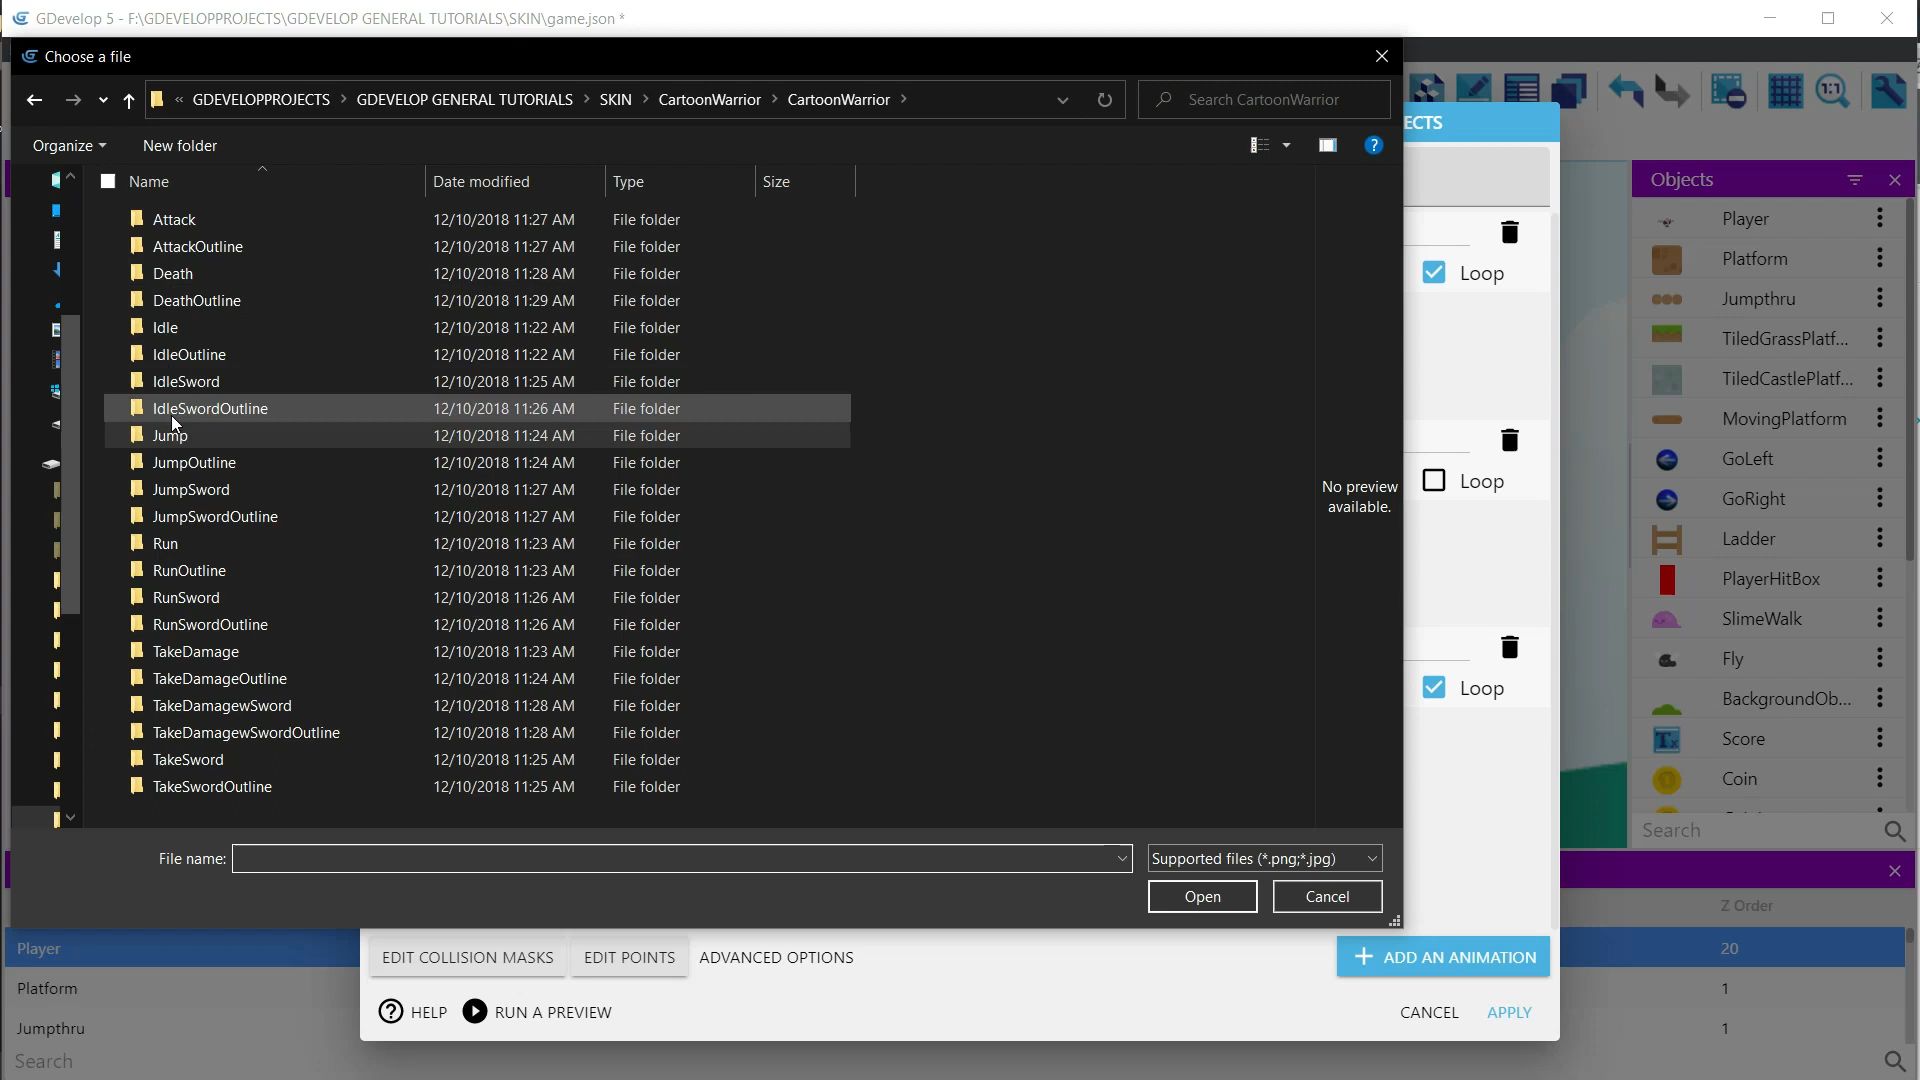 GDevelop 5 - F:\GDEVELOPPROJECTS\GDEVELOP GENERAL TUTORIALS\SKIN\game.json *
Choose a file
« GDEVELOPPROJECTS > GDEVELOP GENERAL TUTORIALS > SKIN > CartoonWarrior > CartoonWarrior >
Search CartoonWarrior
1:1
ECTS
Organize
New folder
?
Name Date modified Type Size
Attack 12/10/2018 11:27 AM File folder
AttackOutline 12/10/2018 11:27 AM File folder
Death 12/10/2018 11:28 AM File folder
DeathOutline 12/10/2018 11:29 AM File folder
Idle 12/10/2018 11:22 AM File folder
IdleOutline 12/10/2018 11:22 AM File folder
IdleSword 12/10/2018 11:25 AM File folder
IdleSwordOutline 12/10/2018 11:26 AM File folder
Jump 12/10/2018 11:24 AM File folder
JumpOutline 12/10/2018 11:24 AM File folder
JumpSword 12/10/2018 11:27 AM File folder
JumpSwordOutline 12/10/2018 11:27 AM File folder
Run 12/10/2018 11:23 AM File folder
RunOutline 12/10/2018 11:23 AM File folder
RunSword 12/10/2018 11:26 AM File folder
RunSwordOutline 12/10/2018 11:26 AM File folder
TakeDamage 12/10/2018 11:23 AM File folder
TakeDamageOutline 12/10/2018 11:24 AM File folder
TakeDamagewSword 12/10/2018 11:28 AM File folder
TakeDamagewSwordOutline 12/10/2018 11:28 AM File folder
TakeSword 12/10/2018 11:25 AM File folder
TakeSwordOutline 12/10/2018 11:25 AM File folder
No preview
available.
File name:
Supported files (*.png;*.jpg)
Open
Cancel
Loop
Loop
Loop
Objects
Player
Platform
Jumpthru
TiledGrassPlatf...
TiledCastlePlatf...
MovingPlatform
GoLeft
GoRight
Ladder
PlayerHitBox
SlimeWalk
Fly
BackgroundOb...
Tx Score
Coin
Search
Z Order
Player 20
Platform 1
Jumpthru 1
Search
EDIT COLLISION MASKS
EDIT POINTS
ADVANCED OPTIONS
+ ADD AN ANIMATION
? HELP
RUN A PREVIEW
CANCEL
APPLY